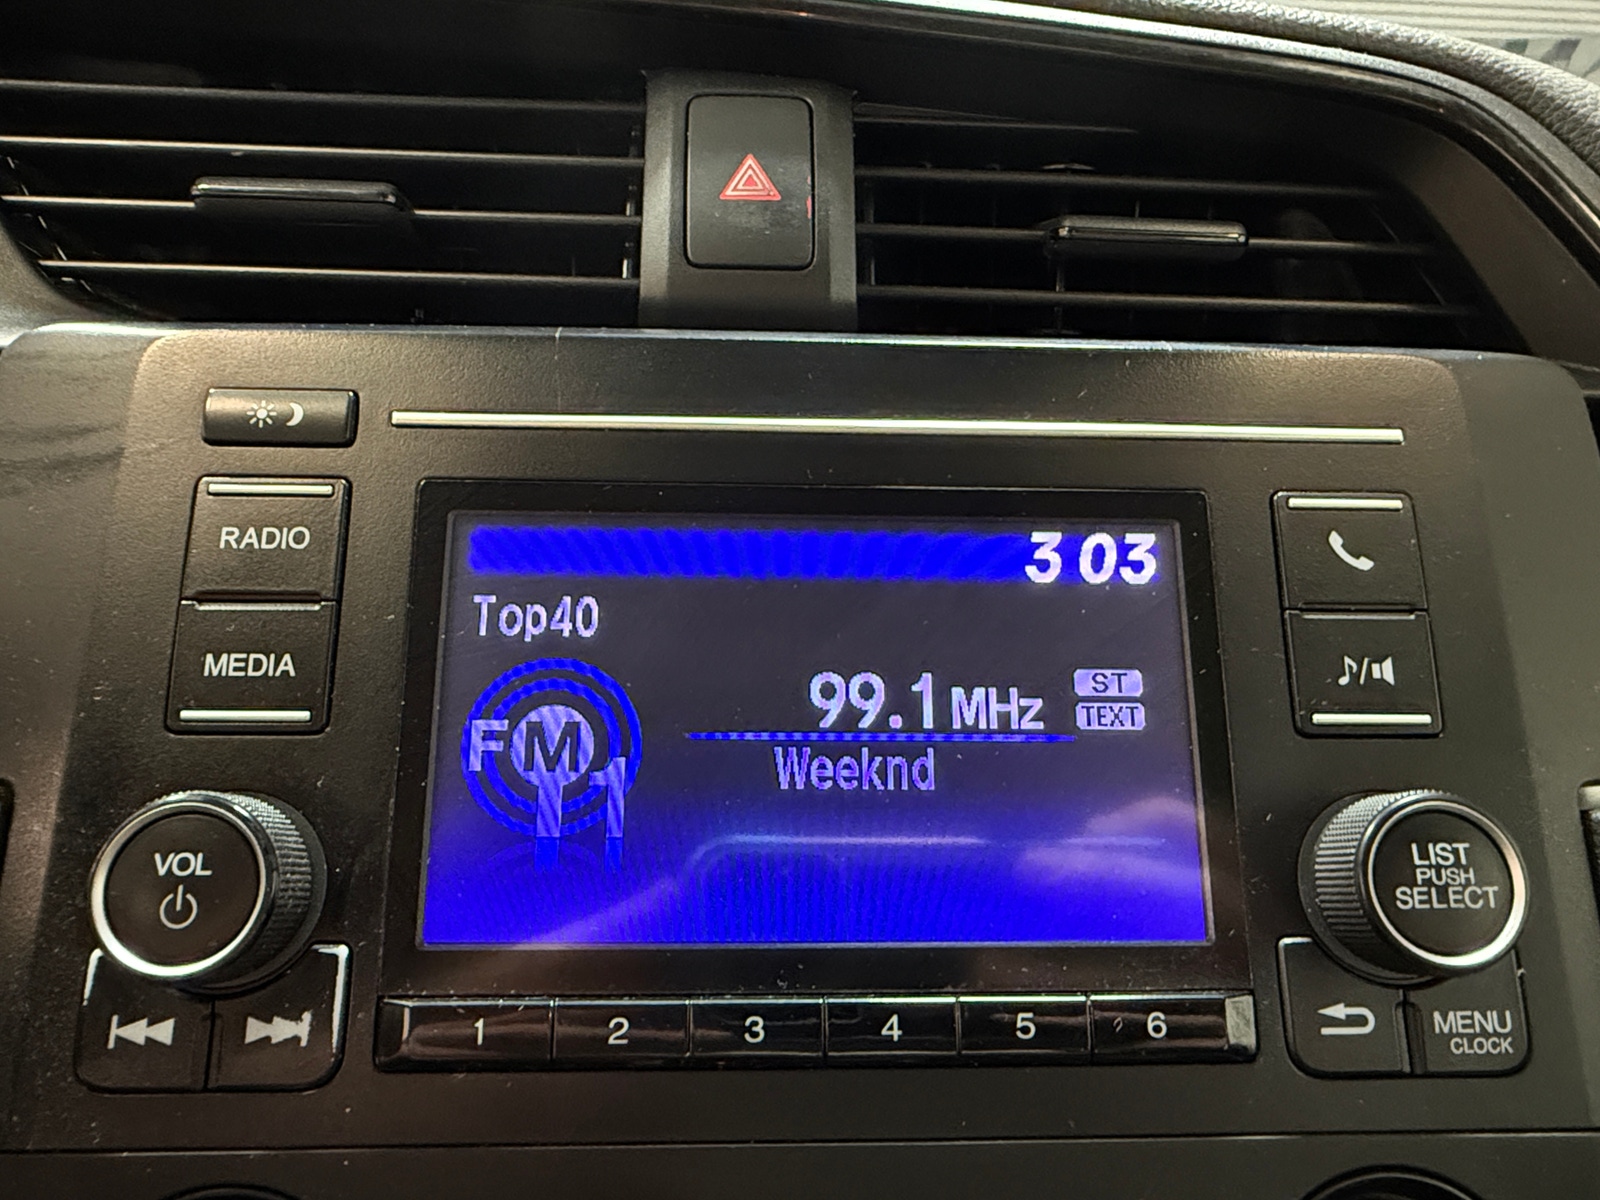 3 03
Top40
99.1 MHz
ST
TEXT
FM1
Weeknd
RADIO
MEDIA
VOL
LIST
PUSH
SELECT
1 2 3 4 5 6
MENU
CLOCK